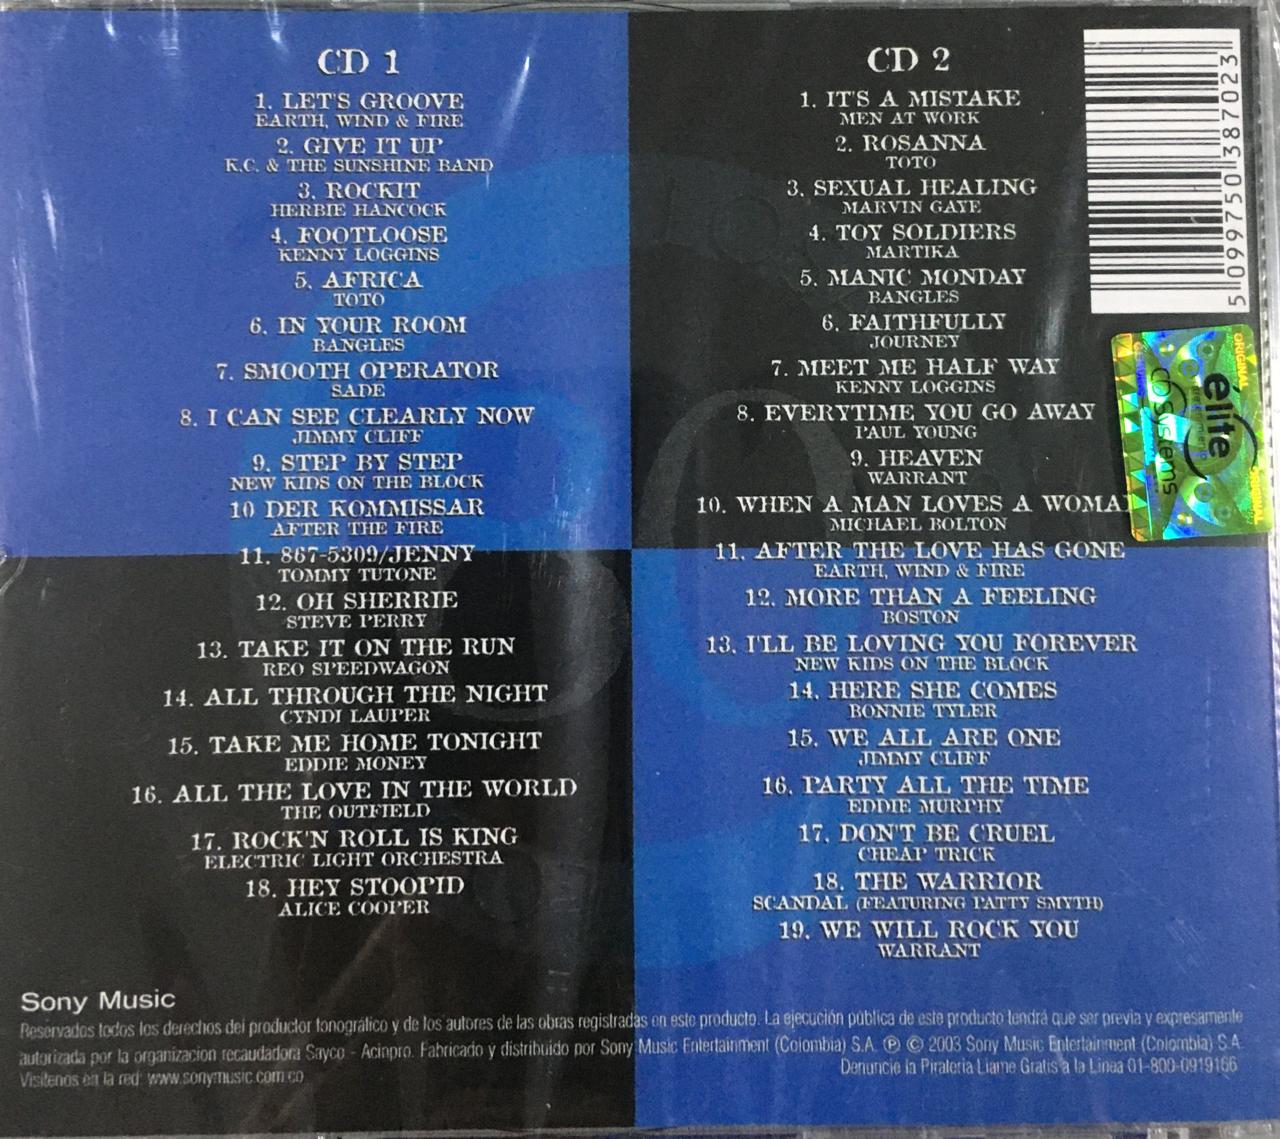 CD 1
1. LET'S GROOVE
EARTH, WIND & FIRE
2. GIVE IT UP
K.C. & THE SUNSHINE BAND
3. ROCKIT
HERBIE HANCOCK
4. FOOTLOOSE
KENNY LOGGINS
5. AFRICA
TOTO
6. IN YOUR ROOM
BANGLES
7. SMOOTH OPERATOR
SADE
8. I CAN SEE CLEARLY NOW
JIMMY CLIFF
9. STEP BY STEP
NEW KIDS ON THE BLOCK
10 DER KOMMISSAR
AFTER THE FIRE
11. 867-5309/JENNY
TOMMY TUTONE
12. OH SHERRIE
STEVE PERRY
13. TAKE IT ON THE RUN
REO SPEEDWAGON
14. ALL THROUGH THE NIGHT
CYNDI LAUPER
15. TAKE ME HOME TONIGHT
EDDIE MONEY
16. ALL THE LOVE IN THE WORLD
THE OUTFIELD
17. ROCK'N ROLL IS KING
ELECTRIC LIGHT ORCHESTRA
18. HEY STOOPID
ALICE COOPER
CD 2
1. IT'S A MISTAKE
MEN AT WORK
2. ROSANNA
TOTO
3. SEXUAL HEALING
MARVIN GAYE
4. TOY SOLDIERS
MARTIKA
5. MANIC MONDAY
BANGLES
6. FAITHFULLY
JOURNEY
7. MEET ME HALF WAY
KENNY LOGGINS
8. EVERYTIME YOU GO AWAY
PAUL YOUNG
9. HEAVEN
WARRANT
10. WHEN A MAN LOVES A WOMA
MICHAEL BOLTON
11. AFTER THE LOVE HAS GONE
EARTH, WIND & FIRE
12. MORE THAN A FEELING
BOSTON
13. I'LL BE LOVING YOU FOREVER
NEW KIDS ON THE BLOCK
14. HERE SHE COMES
BONNIE TYLER
15. WE ALL ARE ONE
JIMMY CLIFF
16. PARTY ALL THE TIME
EDDIE MURPHY
17. DON'T BE CRUEL
CHEAP TRICK
18. THE WARRIOR
SCANDAL (FEATURING PATTY SMYTH)
19. WE WILL ROCK YOU
WARRANT
5 099750 387023
ORIGINAL
elite
CD Systems
Sony Music
Reservados todos los derechos del productor fonográfico y de los autores de las obras registradas en este producto. La ejecución pública de este producto tendrá que ser previa y expresamente
autorizada por la organizacion recaudadora Sayco - Acinpro. Fabricado y distribuido por Sony Music Entertainment (Colombia) S.A. ℗ © 2003 Sony Music Entertainment (Colombia) S.A.
Visítenos en la red: www.sonymusic.com.co
Denuncie la Piratería Llame Gratis a la Línea 01-800-0919166